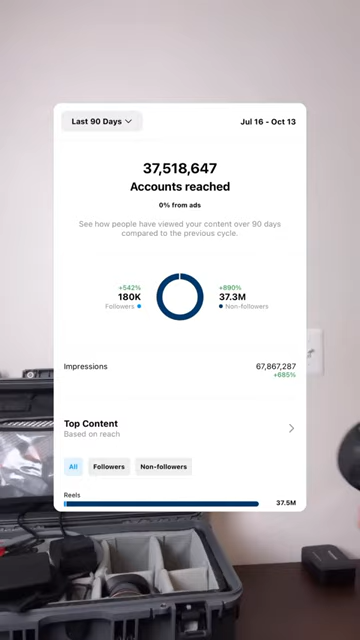 Last 90 Days
Jul 16 - Oct 13
37,518,647
Accounts reached
0% from ads
See how people have viewed your content over 90 days
compared to the previous cycle.
+542%
180K
Followers
+890%
37.3M
Non-followers
Impressions
67,867,287
+685%
Top Content
Based on reach
All
Followers
Non-followers
Reels
37.5M